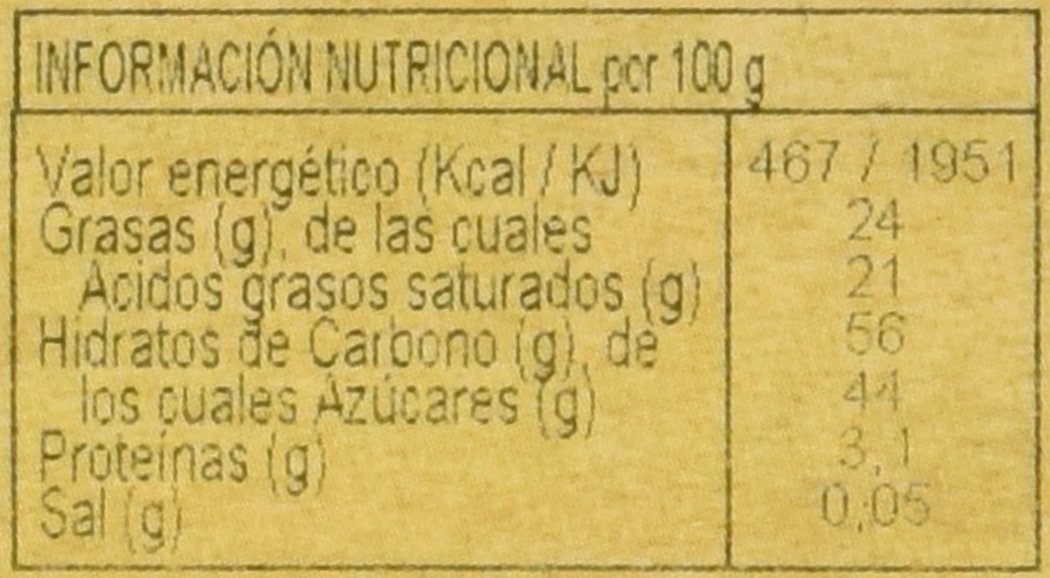 INFORMACIÓN NUTRICIONAL por 100 g
Valor energético (Kcal / KJ) 467 / 1951
Grasas (g), de las cuales 24
Ácidos grasos saturados (g) 21
Hidratos de Carbono (g), de 56
los cuales Azúcares (g) 44
Proteínas (g) 3,1
Sal (g) 0,05